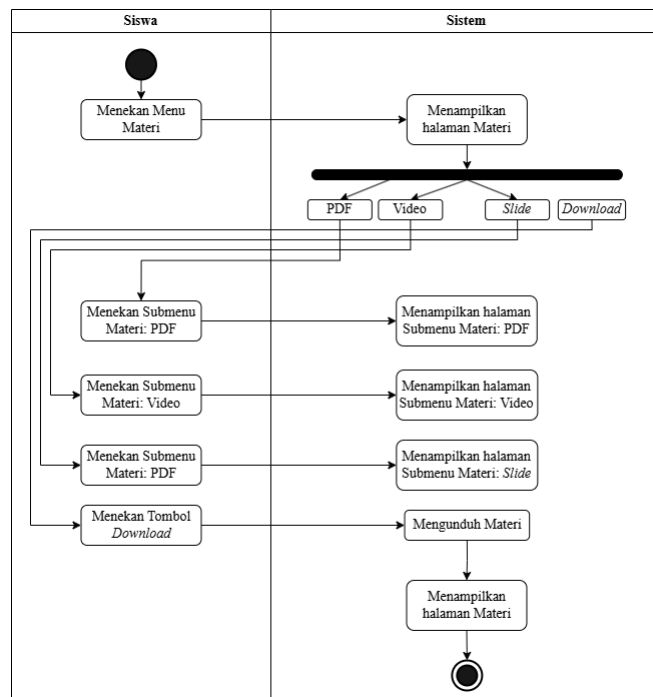 Siswa
Sistem
Menekan Menu
Materi
Menampilkan
halaman Materi
PDF
Video
Slide
Download
Menekan Submenu
Materi: PDF
Menampilkan halaman
Submenu Materi: PDF
Menekan Submenu
Materi: Video
Menampilkan halaman
Submenu Materi: Video
Menekan Submenu
Materi: PDF
Menampilkan halaman
Submenu Materi: Slide
Menekan Tombol
Download
Mengunduh Materi
Menampilkan
halaman Materi